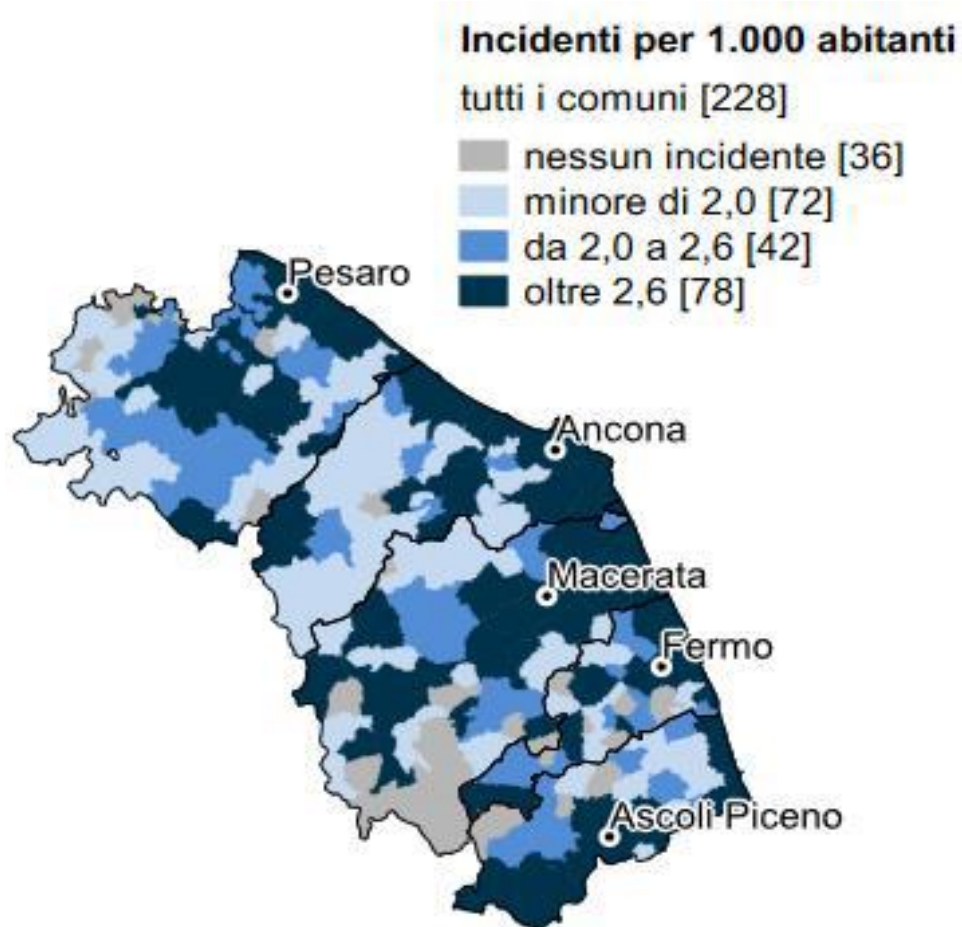 Incidenti per 1.000 abitanti
tutti i comuni [228]
nessun incidente [36]
minore di 2,0 [72]
da 2,0 a 2,6 [42]
oltre 2,6 [78]
Pesaro
Ancona
Macerata
Fermo
Ascoli Piceno